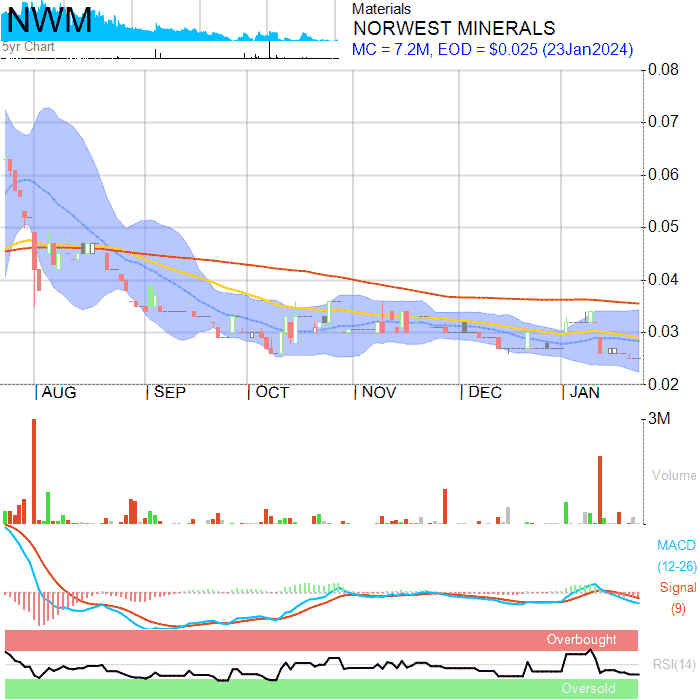 NWM
5yr Chart
Materials
NORWEST MINERALS
MC = 7.2M, EOD = $0.025 (23Jan2024)
0.08
0.07
0.06
0.05
0.04
0.03
0.02
AUG SEP OCT NOV DEC JAN
3M
Volume
MACD
(12-26)
Signal
(9)
Overbought
RSI(14)
Oversold